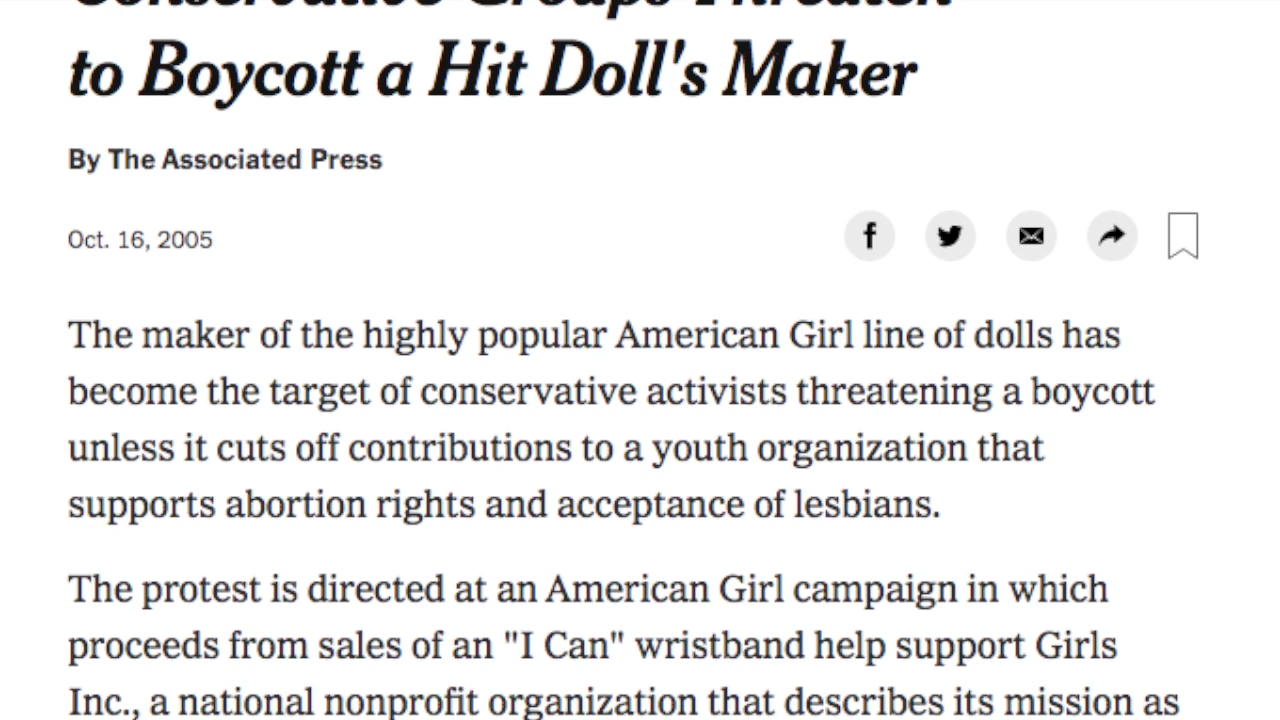 Conservative Groups Threaten
to Boycott a Hit Doll's Maker
By The Associated Press
Oct. 16, 2005
The maker of the highly popular American Girl line of dolls has
become the target of conservative activists threatening a boycott
unless it cuts off contributions to a youth organization that
supports abortion rights and acceptance of lesbians.
The protest is directed at an American Girl campaign in which
proceeds from sales of an "I Can" wristband help support Girls
Inc., a national nonprofit organization that describes its mission as